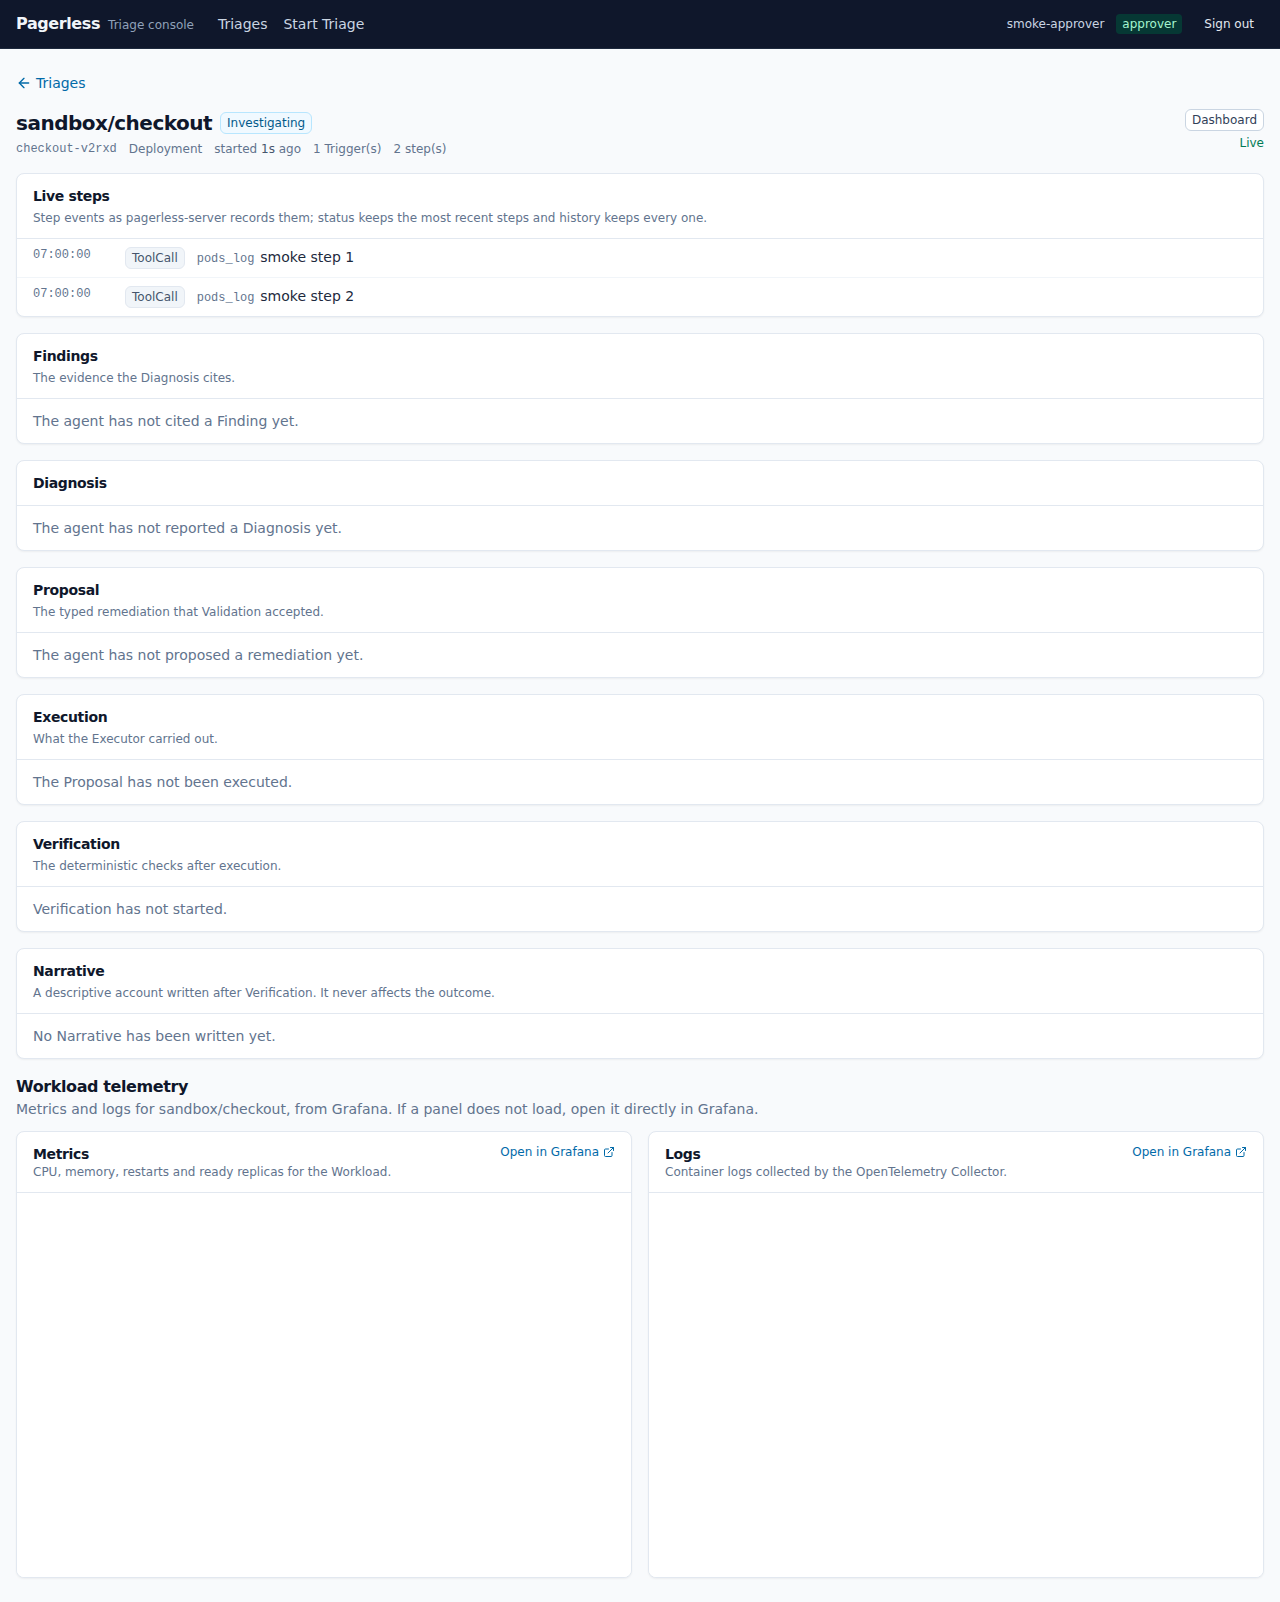 Pagerless Triage console Triages Start Triage smoke-approver approver Sign out
← Triages
sandbox/checkout Investigating Dashboard
checkout-v2rxd Deployment started 1s ago 1 Trigger(s) 2 step(s) Live
Live steps
Step events as pagerless-server records them; status keeps the most recent steps and history keeps every one.
07:00:00 ToolCall pods_log smoke step 1
07:00:00 ToolCall pods_log smoke step 2
Findings
The evidence the Diagnosis cites.
The agent has not cited a Finding yet.
Diagnosis
The agent has not reported a Diagnosis yet.
Proposal
The typed remediation that Validation accepted.
The agent has not proposed a remediation yet.
Execution
What the Executor carried out.
The Proposal has not been executed.
Verification
The deterministic checks after execution.
Verification has not started.
Narrative
A descriptive account written after Verification. It never affects the outcome.
No Narrative has been written yet.
Workload telemetry
Metrics and logs for sandbox/checkout, from Grafana. If a panel does not load, open it directly in Grafana.
Metrics Open in Grafana
CPU, memory, restarts and ready replicas for the Workload.
Logs Open in Grafana
Container logs collected by the OpenTelemetry Collector.